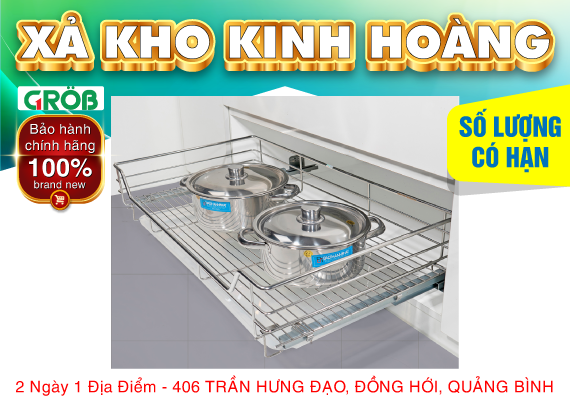 XẢ KHO KINH HOÀNG
GRÖB
Bảo hành
chính hãng
100%
brand new
SỐ LƯỢNG
CÓ HẠN
2 Ngày 1 Địa Điểm - 406 TRẦN HƯNG ĐẠO, ĐỒNG HỚI, QUẢNG BÌNH